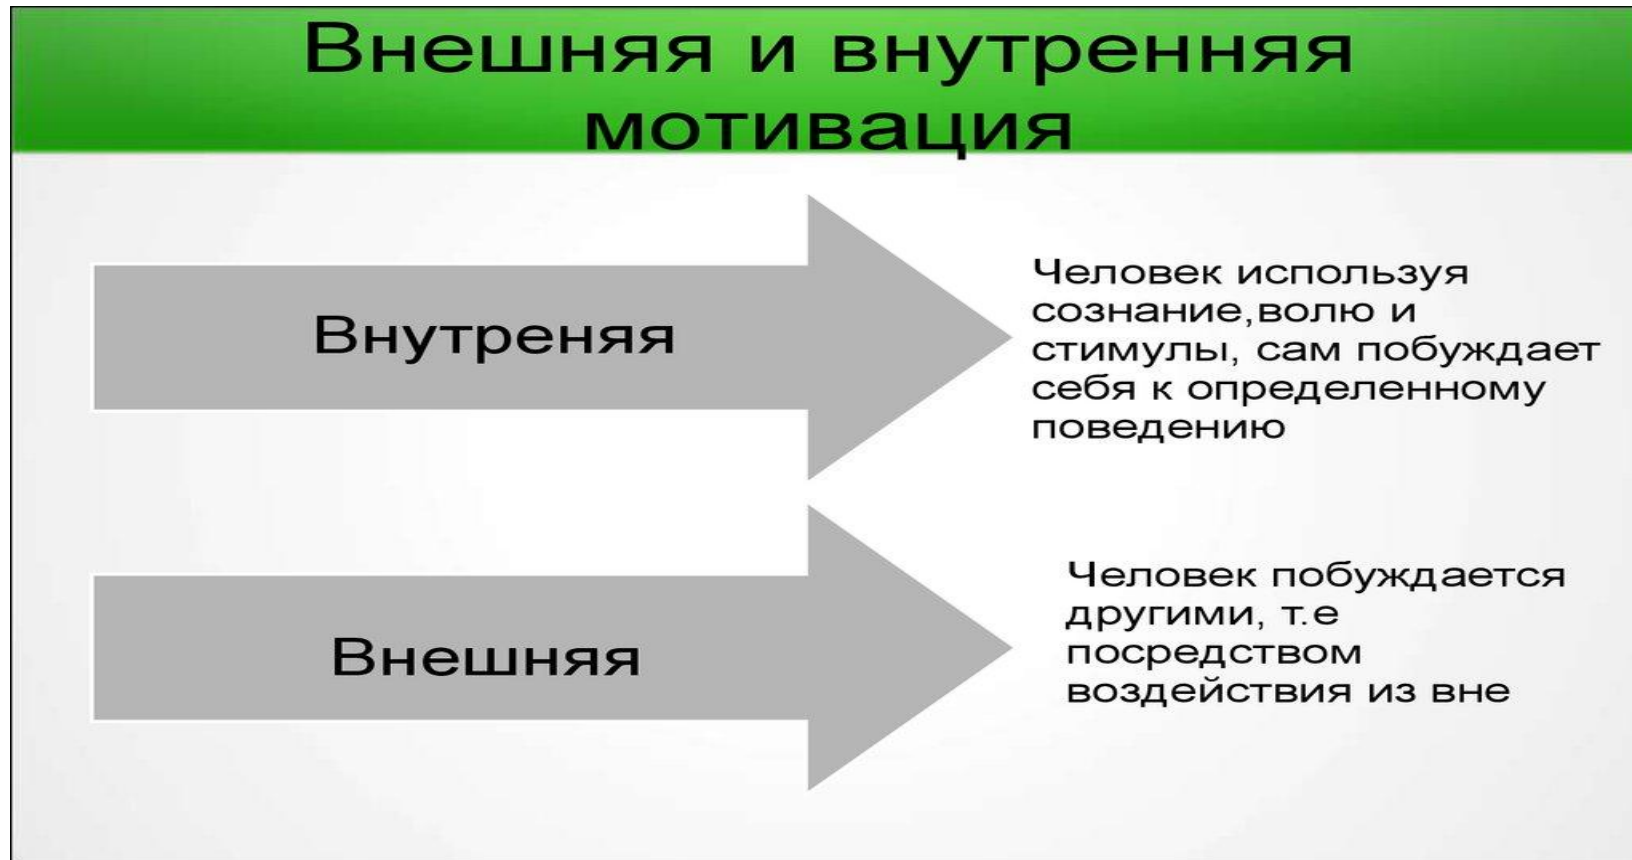 Внешняя и внутренняя
мотивация
Внутреняя
Человек используя
сознание,волю и
стимулы, сам побуждает
себя к определенному
поведению
Внешняя
Человек побуждается
другими, т.е
посредством
воздействия из вне